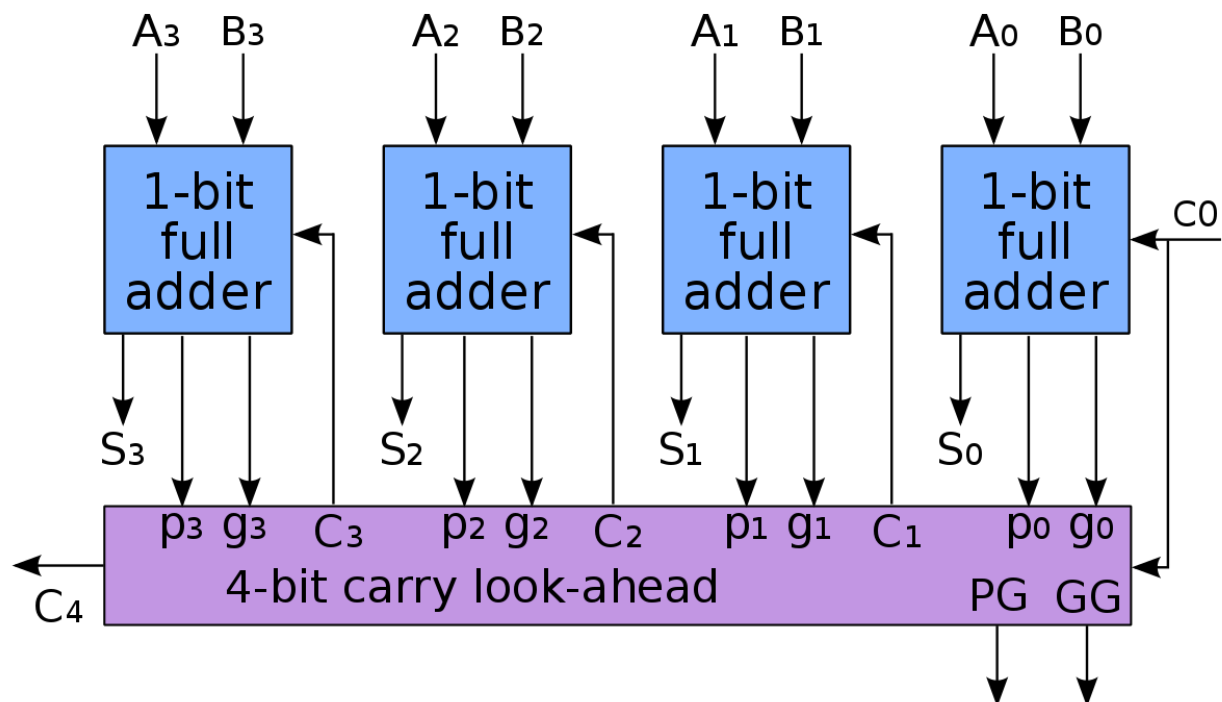 A₃ B₃ A₂ B₂ A₁ B₁ A₀ B₀
1-bit full adder
1-bit full adder
1-bit full adder
1-bit full adder
C0
S₃ S₂ S₁ S₀
p₃ g₃ C₃ p₂ g₂ C₂ p₁ g₁ C₁ p₀ g₀
4-bit carry look-ahead
PG GG
C₄